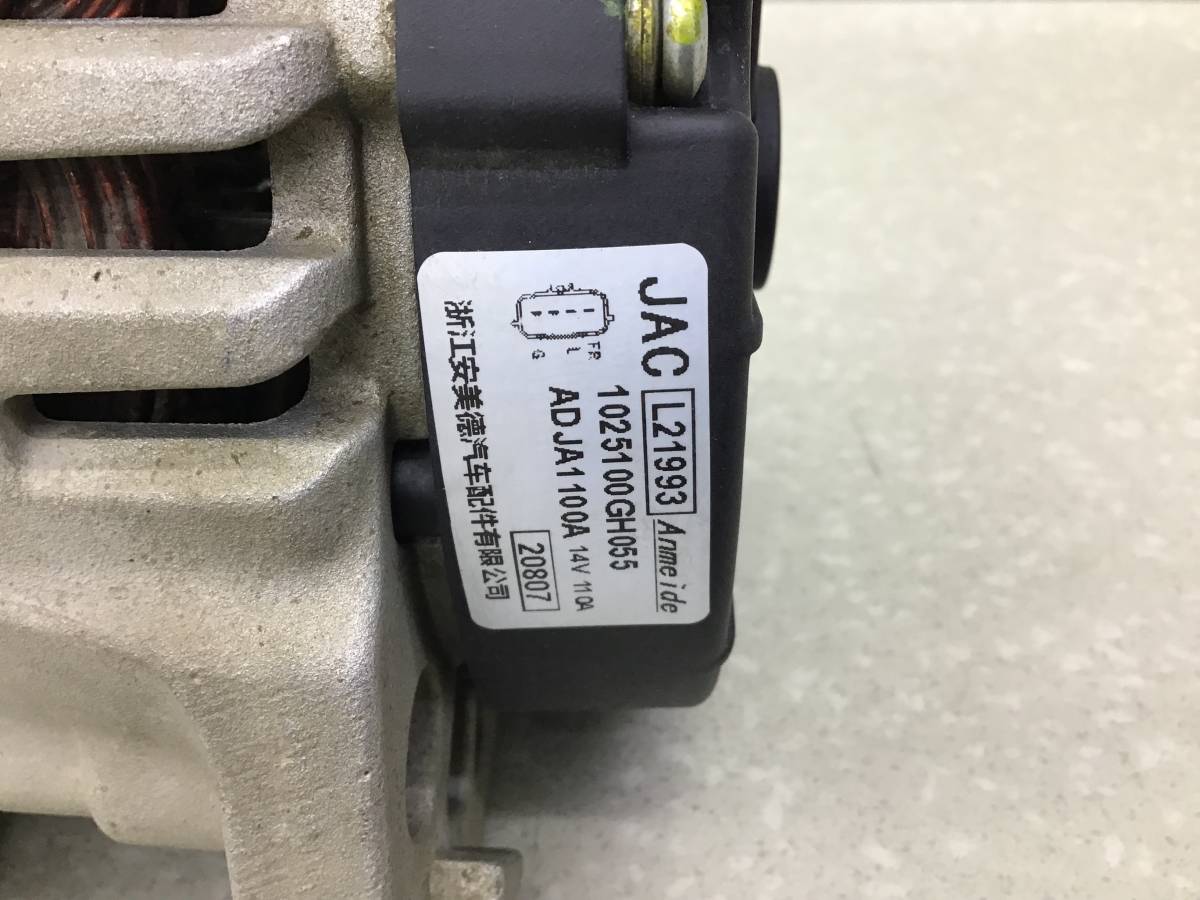 JAC L21993 Anmeide
1025100GH055
FR
L
G
ADJA1100A 14V 110A
20807
浙江安美德汽车配件有限公司